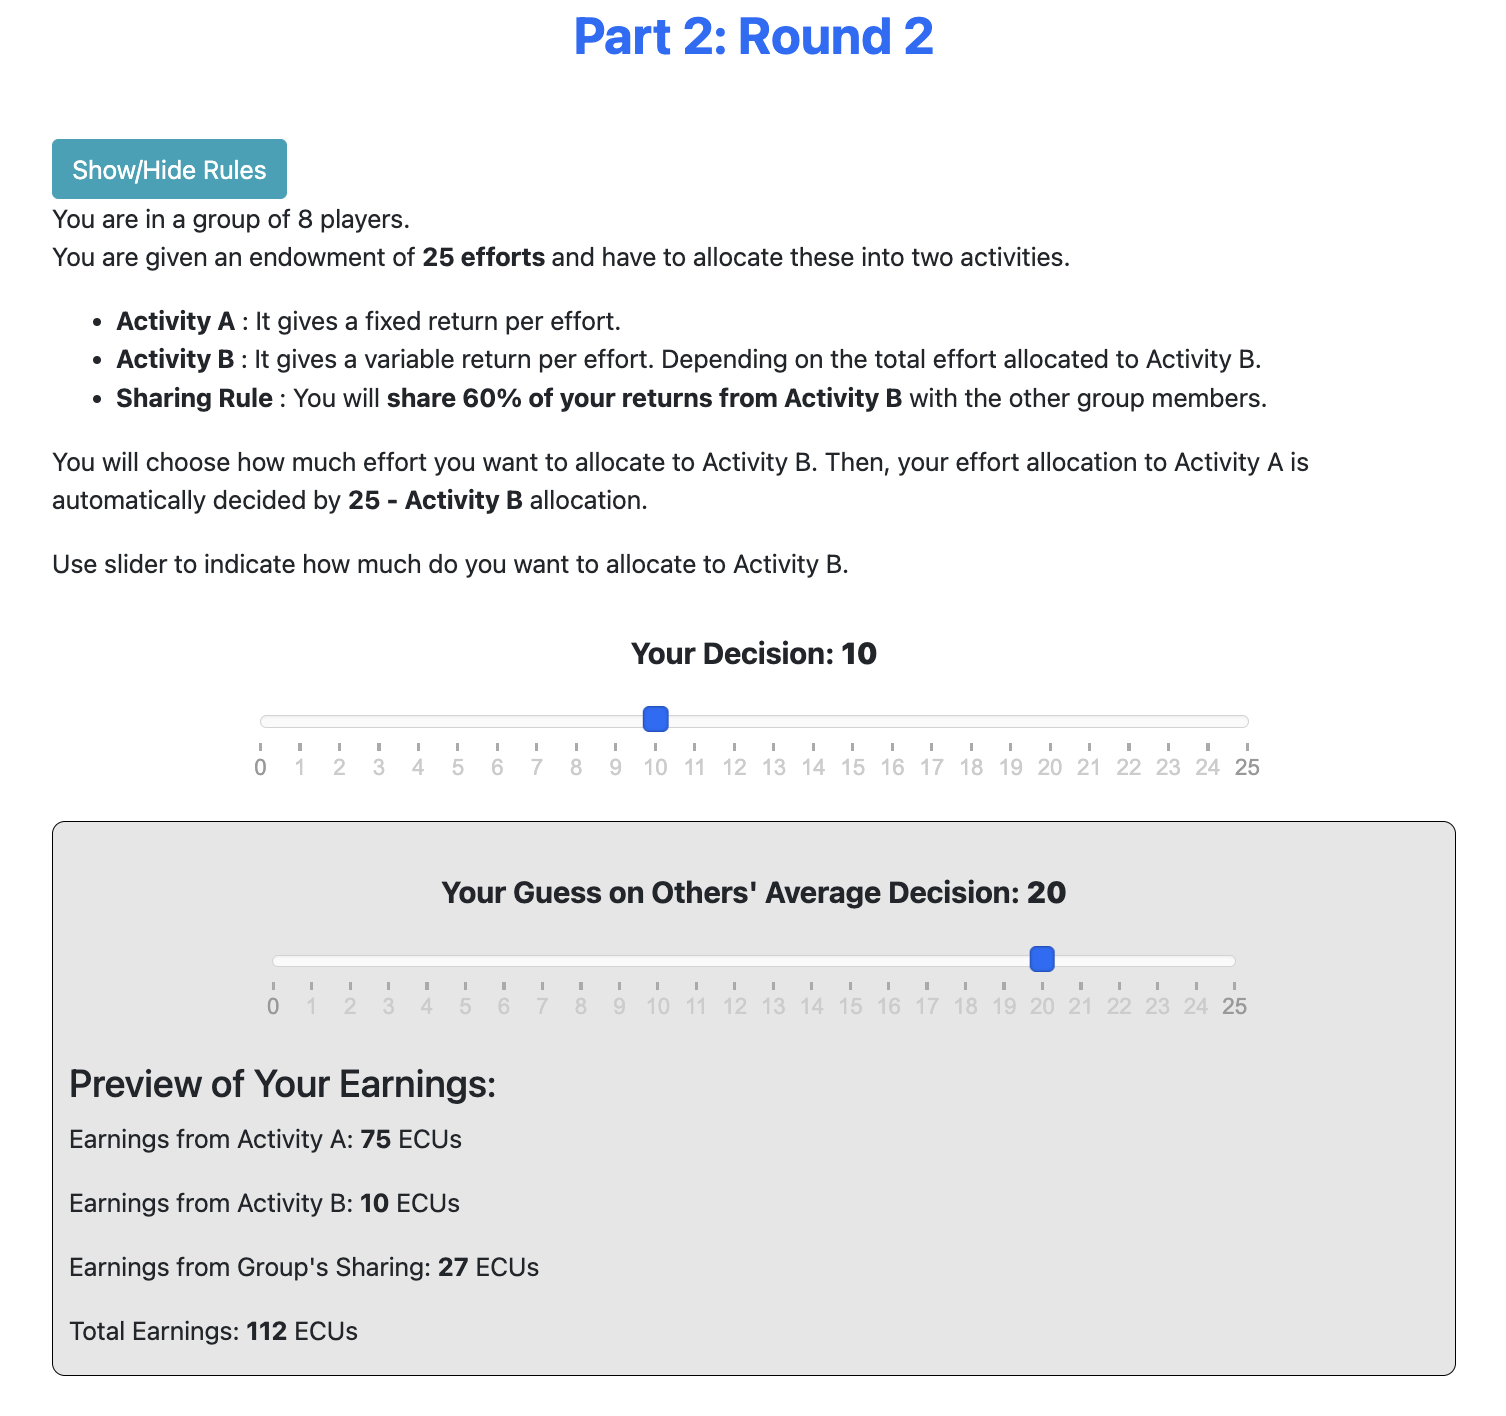 Part 2: Round 2
Show/Hide Rules
You are in a group of 8 players.
You are given an endowment of 25 efforts and have to allocate these into two activities.
• Activity A : It gives a fixed return per effort.
• Activity B : It gives a variable return per effort. Depending on the total effort allocated to Activity B.
• Sharing Rule : You will share 60% of your returns from Activity B with the other group members.
You will choose how much effort you want to allocate to Activity B. Then, your effort allocation to Activity A is
automatically decided by 25 - Activity B allocation.
Use slider to indicate how much do you want to allocate to Activity B.
Your Decision: 10
0 1 2 3 4 5 6 7 8 9 10 11 12 13 14 15 16 17 18 19 20 21 22 23 24 25
Your Guess on Others' Average Decision: 20
0 1 2 3 4 5 6 7 8 9 10 11 12 13 14 15 16 17 18 19 20 21 22 23 24 25
Preview of Your Earnings:
Earnings from Activity A: 75 ECUs
Earnings from Activity B: 10 ECUs
Earnings from Group's Sharing: 27 ECUs
Total Earnings: 112 ECUs